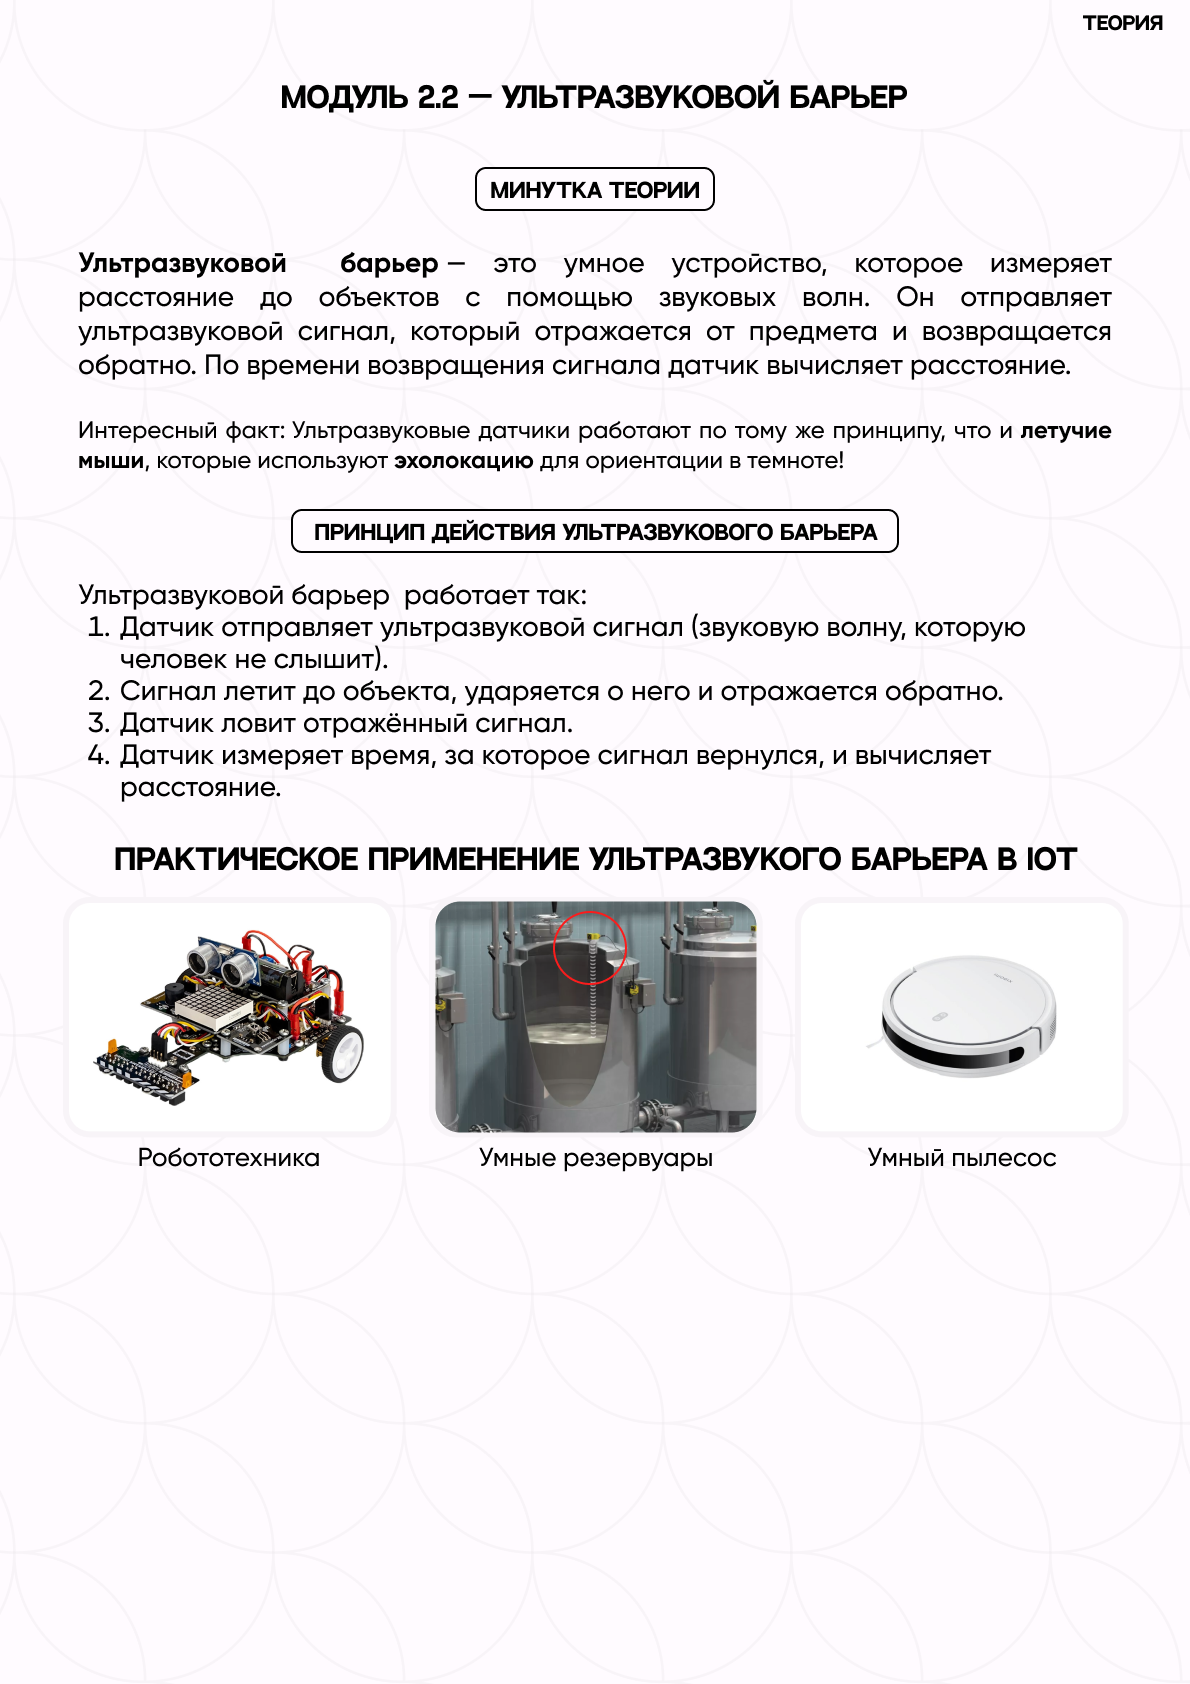 ТЕОРИЯ
МОДУЛЬ 2.2 — УЛЬТРАЗВУКОВОЙ БАРЬЕР
МИНУТКА ТЕОРИИ
Ультразвуковой барьер — это умное устройство, которое измеряет
расстояние до объектов с помощью звуковых волн. Он отправляет
ультразвуковой сигнал, который отражается от предмета и возвращается
обратно. По времени возвращения сигнала датчик вычисляет расстояние.
Интересный факт: Ультразвуковые датчики работают по тому же принципу, что и летучие
мыши, которые используют эхолокацию для ориентации в темноте!
ПРИНЦИП ДЕЙСТВИЯ УЛЬТРАЗВУКОВОГО БАРЬЕРА
Ультразвуковой барьер работает так:
1. Датчик отправляет ультразвуковой сигнал (звуковую волну, которую
человек не слышит).
2. Сигнал летит до объекта, ударяется о него и отражается обратно.
3. Датчик ловит отражённый сигнал.
4. Датчик измеряет время, за которое сигнал вернулся, и вычисляет
расстояние.
ПРАКТИЧЕСКОЕ ПРИМЕНЕНИЕ УЛЬТРАЗВУКОГО БАРЬЕРА В IOT
Робототехника
Умные резервуары
Умный пылесос